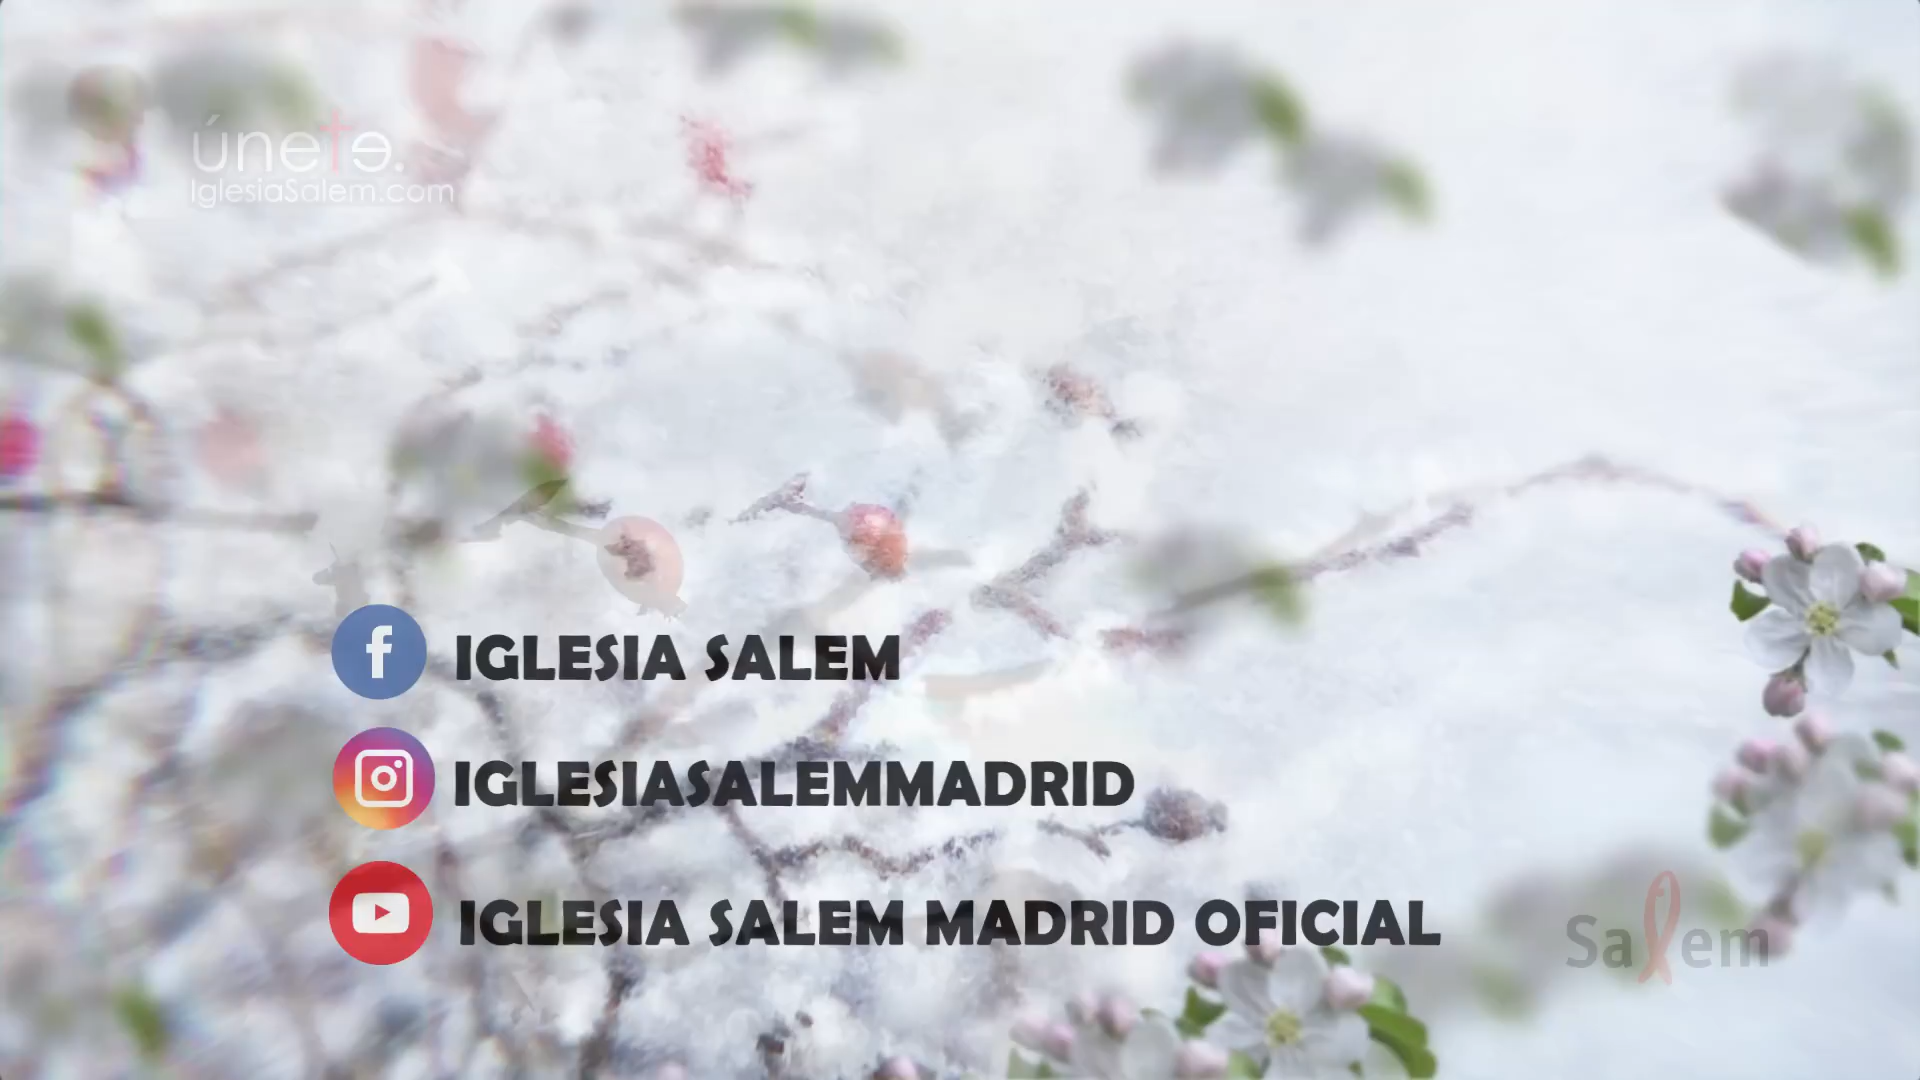 únete.
IglesiaSalem.com
IGLESIA SALEM
IGLESIASALEMMADRID
IGLESIA SALEM MADRID OFICIAL
Salem